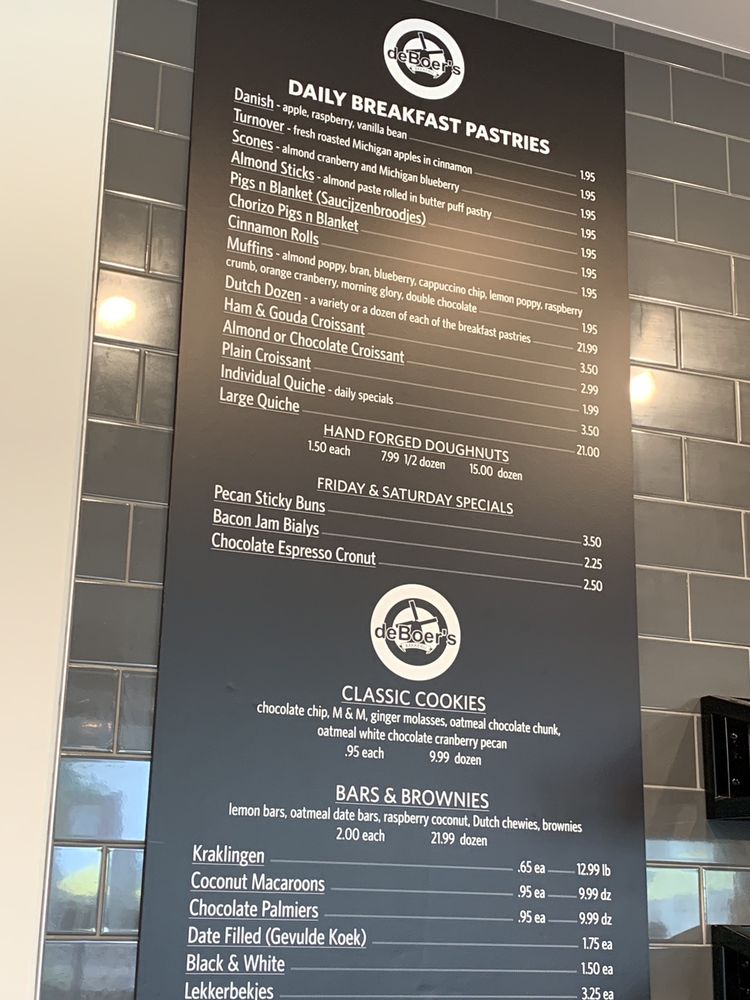 deBoer's
DAILY BREAKFAST PASTRIES
Danish - apple, raspberry, vanilla bean 1.95
Turnover - fresh roasted Michigan apples in cinnamon 1.95
Scones - almond cranberry and Michigan blueberry 1.95
Almond Sticks - almond paste rolled in butter puff pastry 1.95
Pigs n Blanket (Saucijzenbroodjes) 1.95
Chorizo Pigs n Blanket 1.95
Cinnamon Rolls 1.95
Muffins - almond poppy, bran, blueberry, cappuccino chip, lemon poppy, raspberry
crumb, orange cranberry, morning glory, double chocolate 1.95
Dutch Dozen - a variety or a dozen of each of the breakfast pastries 21.99
Ham & Gouda Croissant 3.50
Almond or Chocolate Croissant 2.99
Plain Croissant 1.99
Individual Quiche - daily specials 3.50
Large Quiche 21.00
HAND FORGED DOUGHNUTS
1.50 each 7.99 1/2 dozen 15.00 dozen
FRIDAY & SATURDAY SPECIALS
Pecan Sticky Buns 3.50
Bacon Jam Bialys 2.25
Chocolate Espresso Cronut 2.50
deBoer's
BAKERY
CLASSIC COOKIES
chocolate chip, M & M, ginger molasses, oatmeal chocolate chunk,
oatmeal white chocolate cranberry pecan
.95 each 9.99 dozen
BARS & BROWNIES
lemon bars, oatmeal date bars, raspberry coconut, Dutch chewies, brownies
2.00 each 21.99 dozen
Kraklingen .65 ea 12.99 lb
Coconut Macaroons .95 ea 9.99 dz
Chocolate Palmiers .95 ea 9.99 dz
Date Filled (Gevulde Koek) 1.75 ea
Black & White 1.50 ea
Lekkerbekjes 3.25 ea